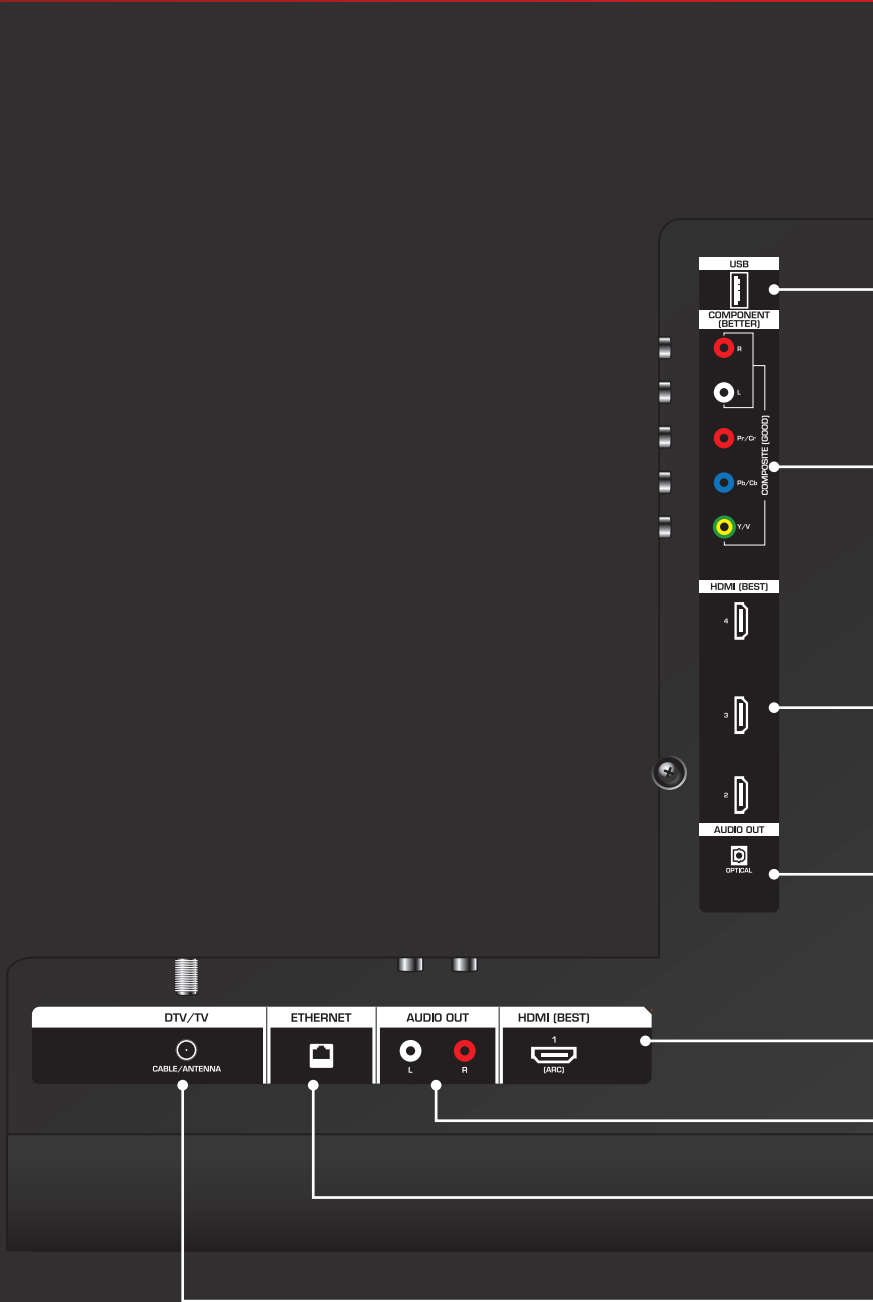 USB
COMPONENT
(BETTER)
R
L
Pr/Cr
Pb/Cb
Y/V
COMPOSITE (GOOD)
HDMI (BEST)
4
3
2
AUDIO OUT
OPTICAL
DTV/TV
CABLE/ANTENNA
ETHERNET
AUDIO OUT
L
R
HDMI (BEST)
1
(ARC)